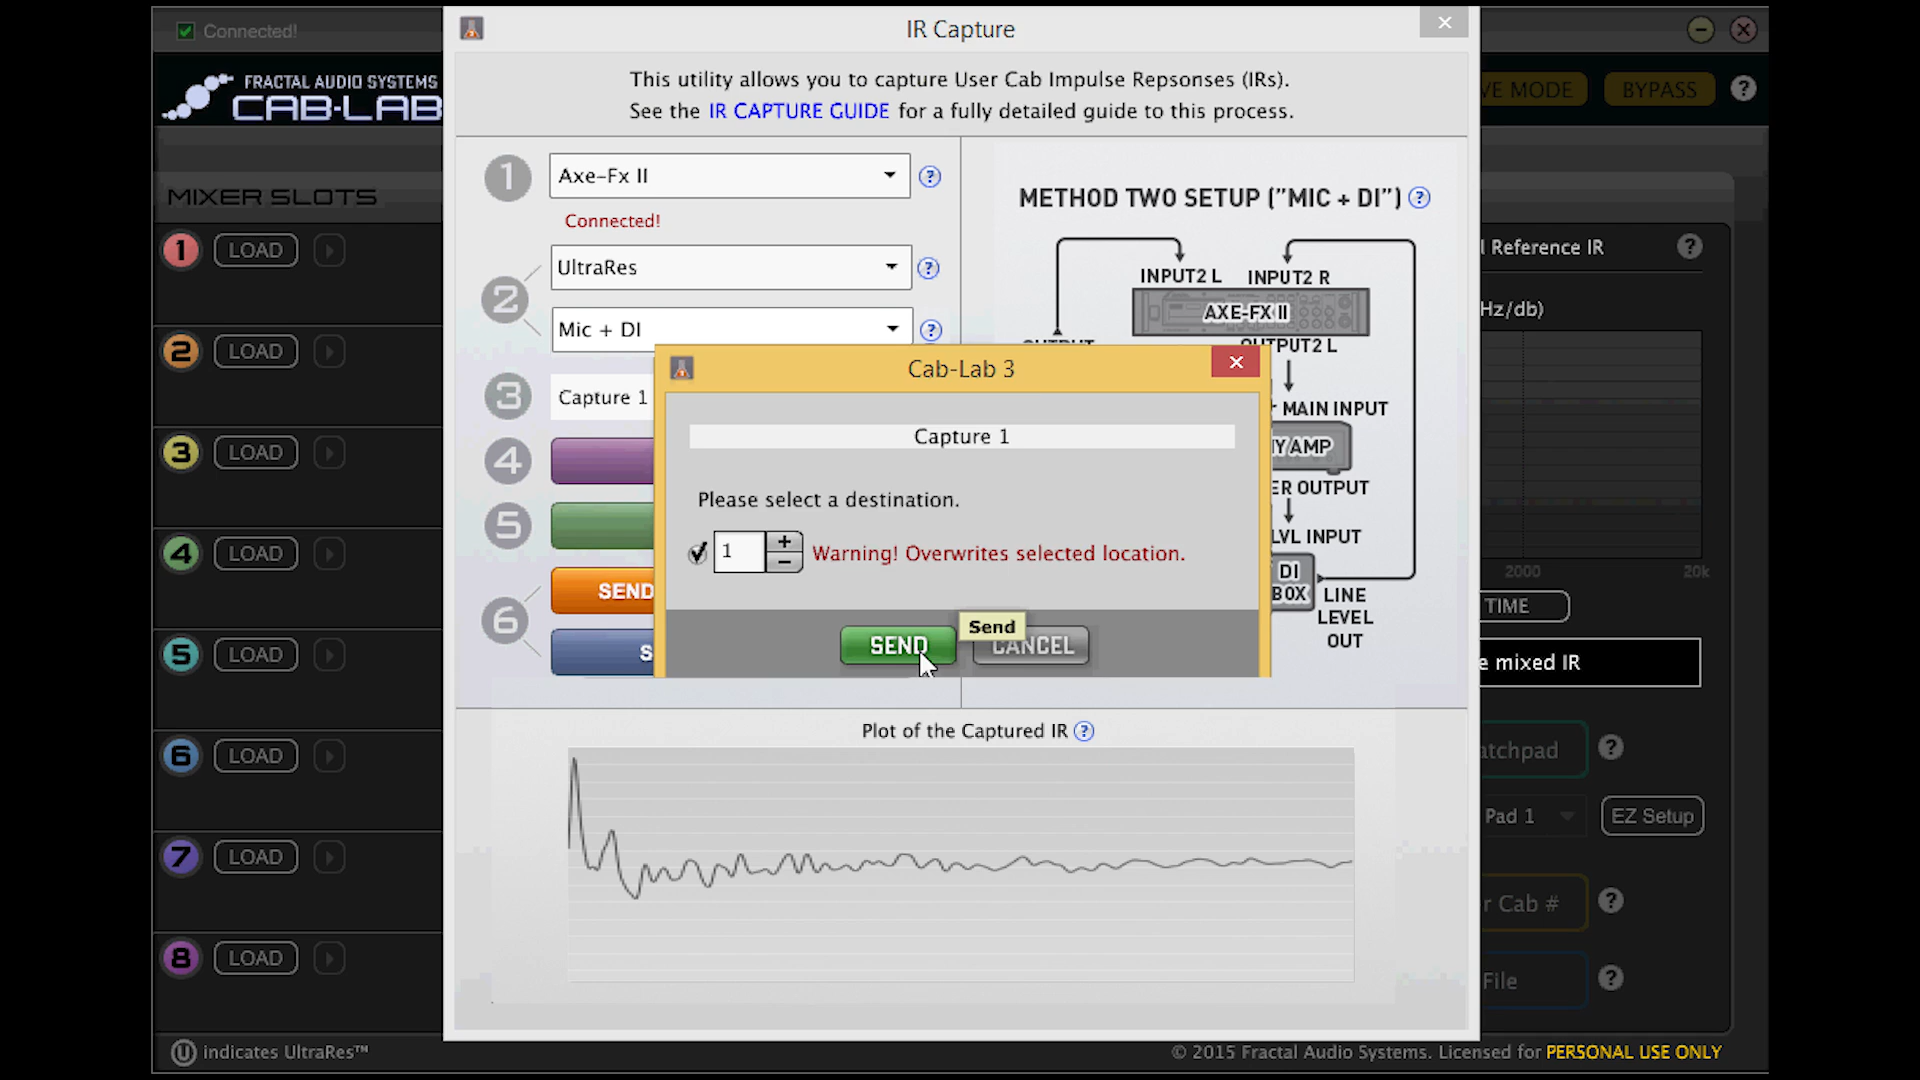 Connected!
FRACTAL AUDIO SYSTEMS
CAB-LAB
MIXER SLOTS
1 LOAD
2 LOAD
3 LOAD
4 LOAD
5 LOAD
6 LOAD
7 LOAD
8 LOAD
U indicates UltraRes™
IR Capture
This utility allows you to capture User Cab Impulse Repsonses (IRs).
See the IR CAPTURE GUIDE for a fully detailed guide to this process.
1 Axe-Fx II ?
Connected!
2 UltraRes ?
Mic + DI ?
3 Capture 1
4
5
6 SEND
S
METHOD TWO SETUP ("MIC + DI") ?
INPUT2 L INPUT2 R
AXE-FX II
OUTPUT2 L
MAIN INPUT
AMP
OUTPUT
LVL INPUT
DI
BOX
LINE
LEVEL
OUT
Cab-Lab 3
Capture 1
Please select a destination.
1 + − Warning! Overwrites selected location.
Send
SEND CANCEL
Plot of the Captured IR ?
MODE BYPASS ?
Reference IR ?
Hz/db)
2000 20k
TIME
mixed IR
Pad 1 EZ Setup
Cab # ?
File ?
© 2015 Fractal Audio Systems. Licensed for PERSONAL USE ONLY